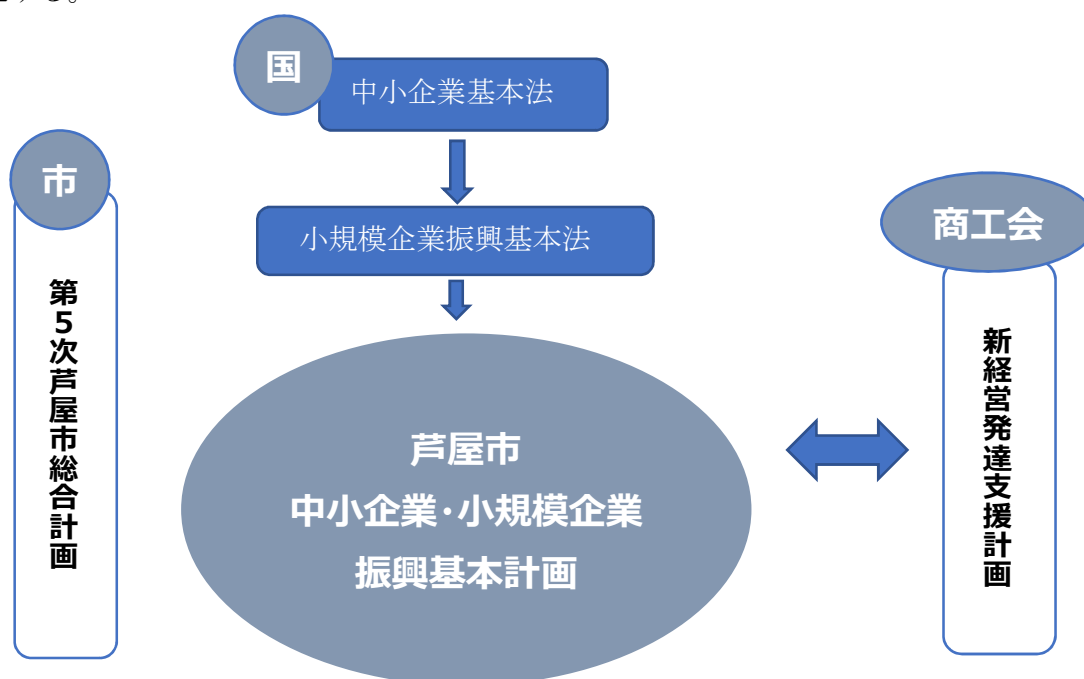 する。
国
中小企業基本法
市
商工会
小規模企業振興基本法
第５次芦屋市総合計画
新経営発達支援計画
芦屋市
中小企業・小規模企業
振興基本計画